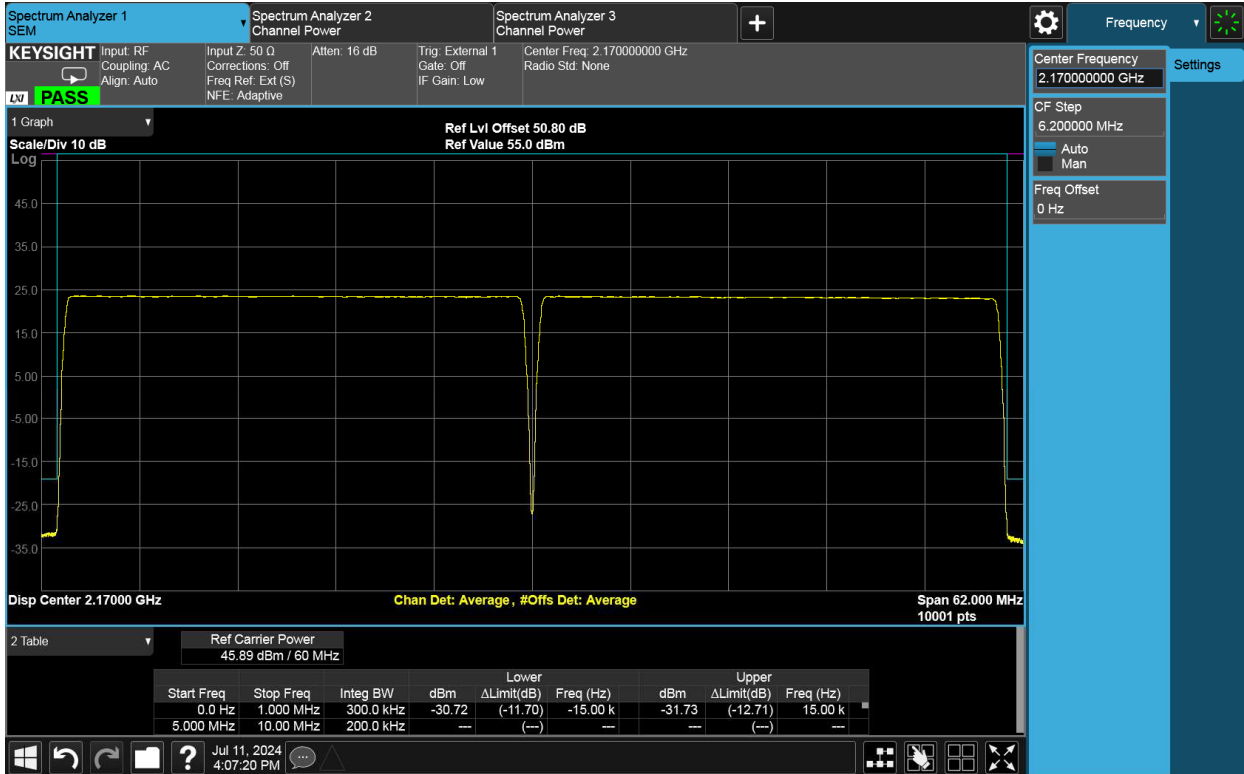 Spectrum Analyzer 1
SEM
Spectrum Analyzer 2
Channel Power
Spectrum Analyzer 3
Channel Power
+
Frequency
KEYSIGHT
LXI
PASS
Input: RF
Coupling: AC
Align: Auto
Input Z: 50 Ω
Corrections: Off
Freq Ref: Ext (S)
NFE: Adaptive
Atten: 16 dB
Trig: External 1
Gate: Off
IF Gain: Low
Center Freq: 2.170000000 GHz
Radio Std: None
Center Frequency
2.170000000 GHz
Settings
CF Step
6.200000 MHz
Auto
Man
Freq Offset
0 Hz
1 Graph
Scale/Div 10 dB
Log
Ref Lvl Offset 50.80 dB
Ref Value 55.0 dBm
45.0
35.0
25.0
15.0
5.00
-5.00
-15.0
-25.0
-35.0
Disp Center 2.17000 GHz
Chan Det: Average, #Offs Det: Average
Span 62.000 MHz
10001 pts
2 Table
Ref Carrier Power
45.89 dBm / 60 MHz
Lower Upper
Start Freq Stop Freq Integ BW dBm ΔLimit(dB) Freq (Hz) dBm ΔLimit(dB) Freq (Hz)
0.0 Hz 1.000 MHz 300.0 kHz -30.72 (-11.70) -15.00 k -31.73 (-12.71) 15.00 k
5.000 MHz 10.00 MHz 200.0 kHz --- (---) --- --- (---) ---
?
Jul 11, 2024
4:07:20 PM